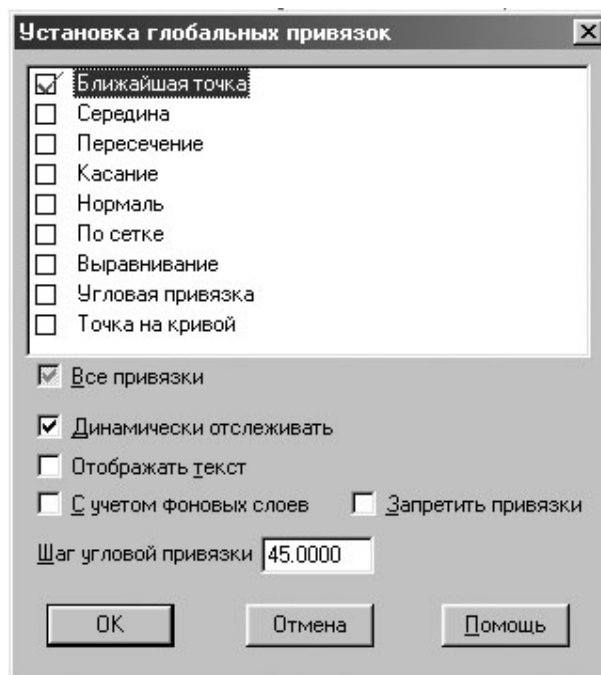 Установка глобальных привязок
Ближайшая точка
Середина
Пересечение
Касание
Нормаль
По сетке
Выравнивание
Угловая привязка
Точка на кривой
Все привязки
Динамически отслеживать
Отображать текст
С учетом фоновых слоев Запретить привязки
Шаг угловой привязки 45.0000
OK Отмена Помощь